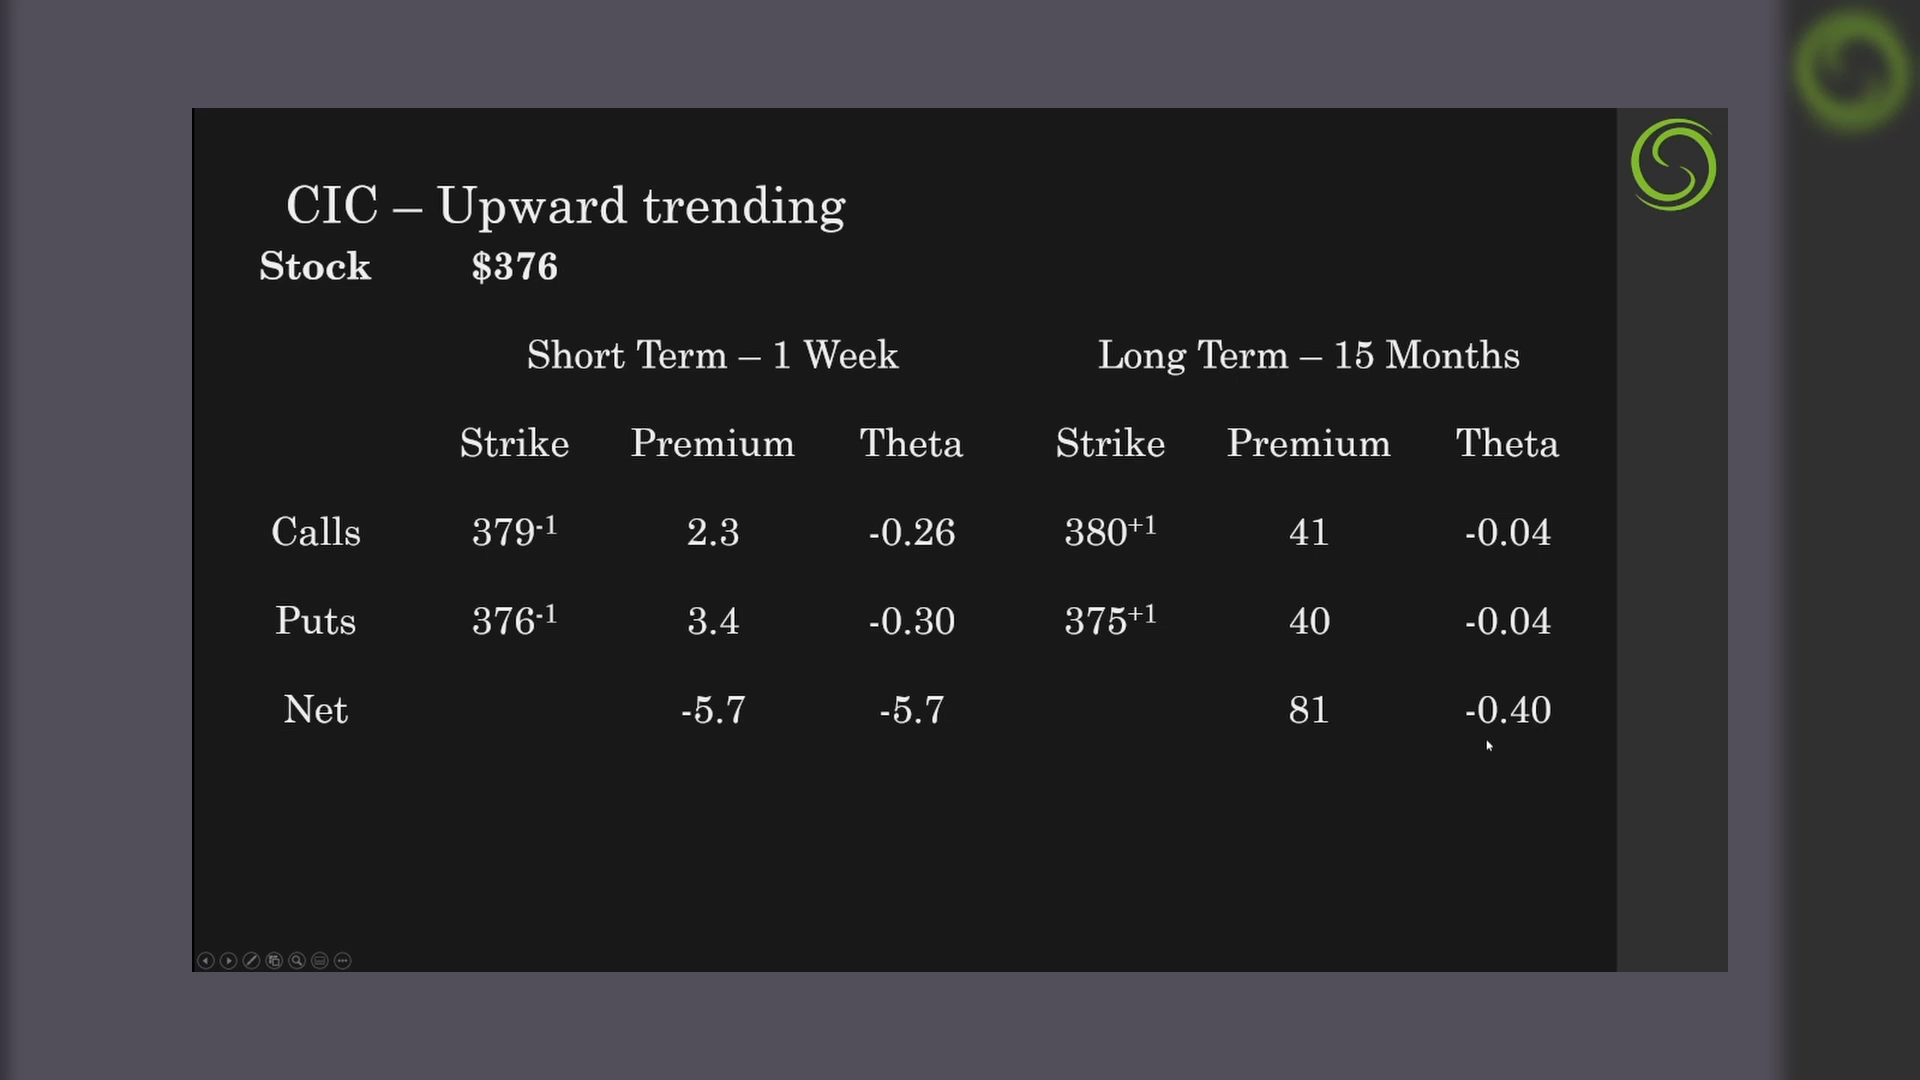 CIC – Upward trending
Stock $376
Short Term – 1 Week Long Term – 15 Months
Strike Premium Theta Strike Premium Theta
Calls 379-1 2.3 -0.26 380+1 41 -0.04
Puts 376-1 3.4 -0.30 375+1 40 -0.04
Net -5.7 -5.7 81 -0.40